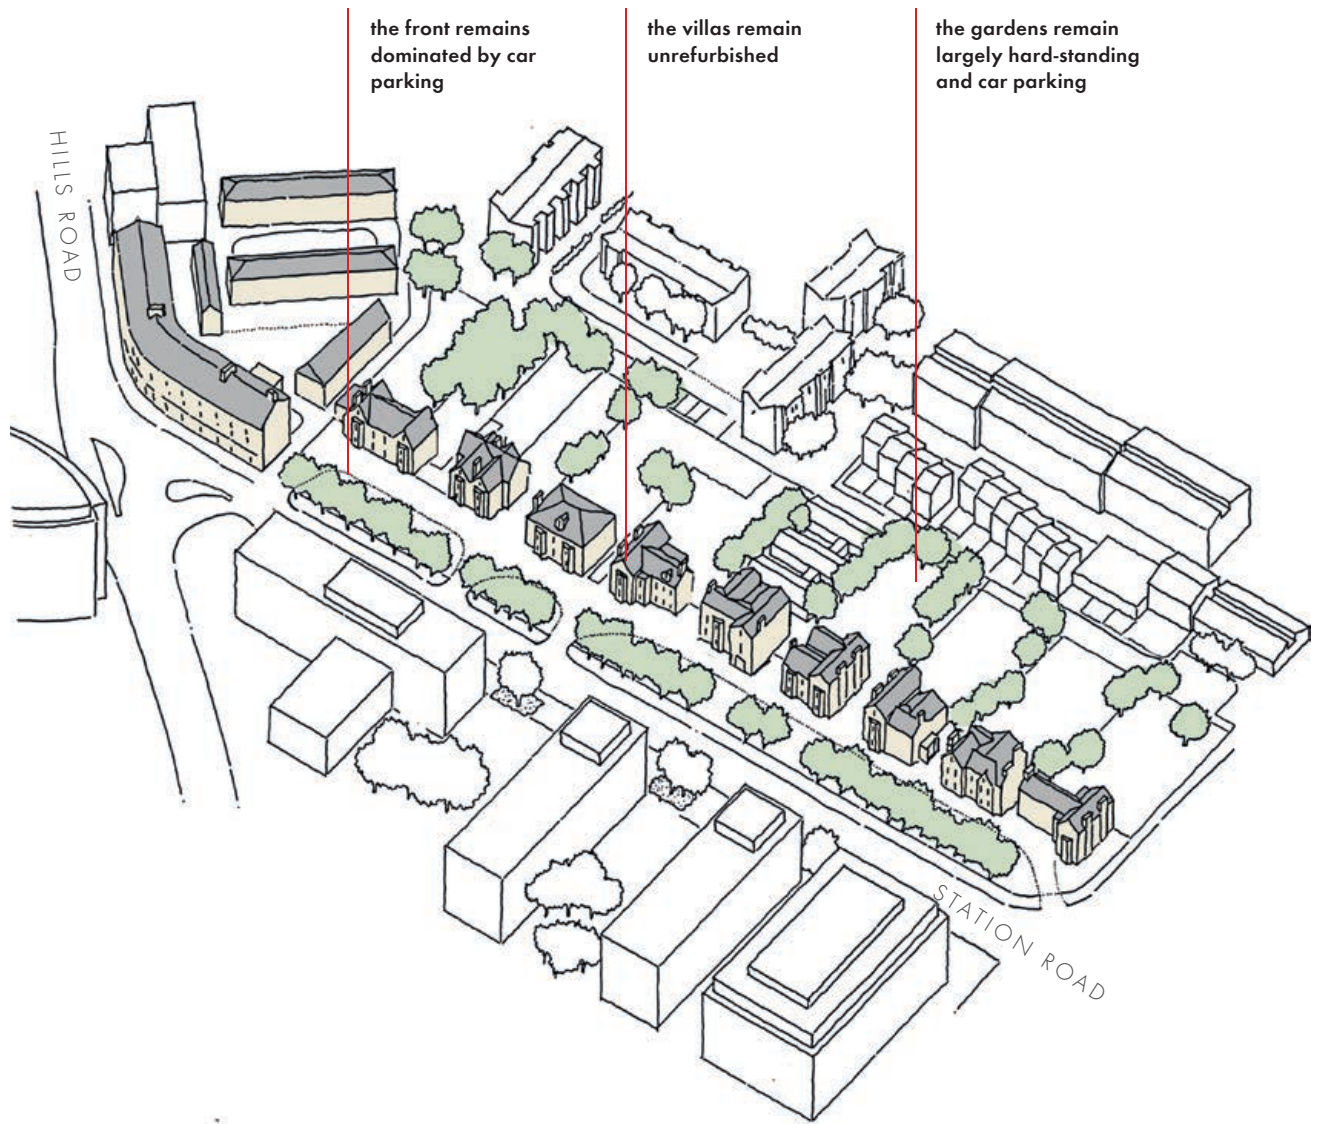 the front remains
dominated by car
parking
the villas remain
unrefurbished
the gardens remain
largely hard-standing
and car parking
HILLS ROAD
STATION ROAD